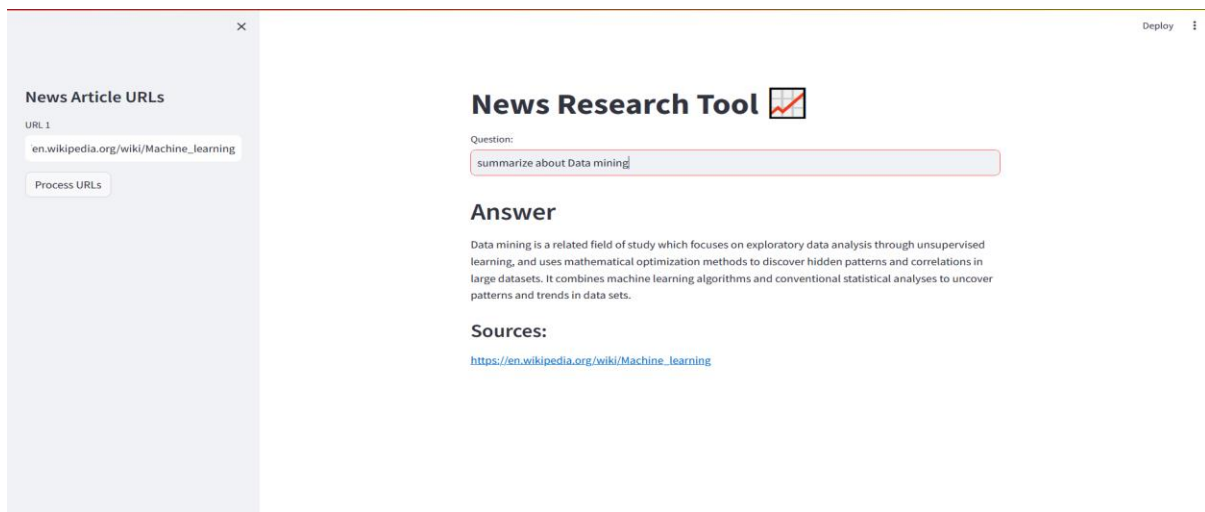 Deploy
News Article URLs
URL 1
en.wikipedia.org/wiki/Machine_learning
Process URLs
News Research Tool
Question:
summarize about Data mining
Answer
Data mining is a related field of study which focuses on exploratory data analysis through unsupervised
learning, and uses mathematical optimization methods to discover hidden patterns and correlations in
large datasets. It combines machine learning algorithms and conventional statistical analyses to uncover
patterns and trends in data sets.
Sources:
https://en.wikipedia.org/wiki/Machine_learning